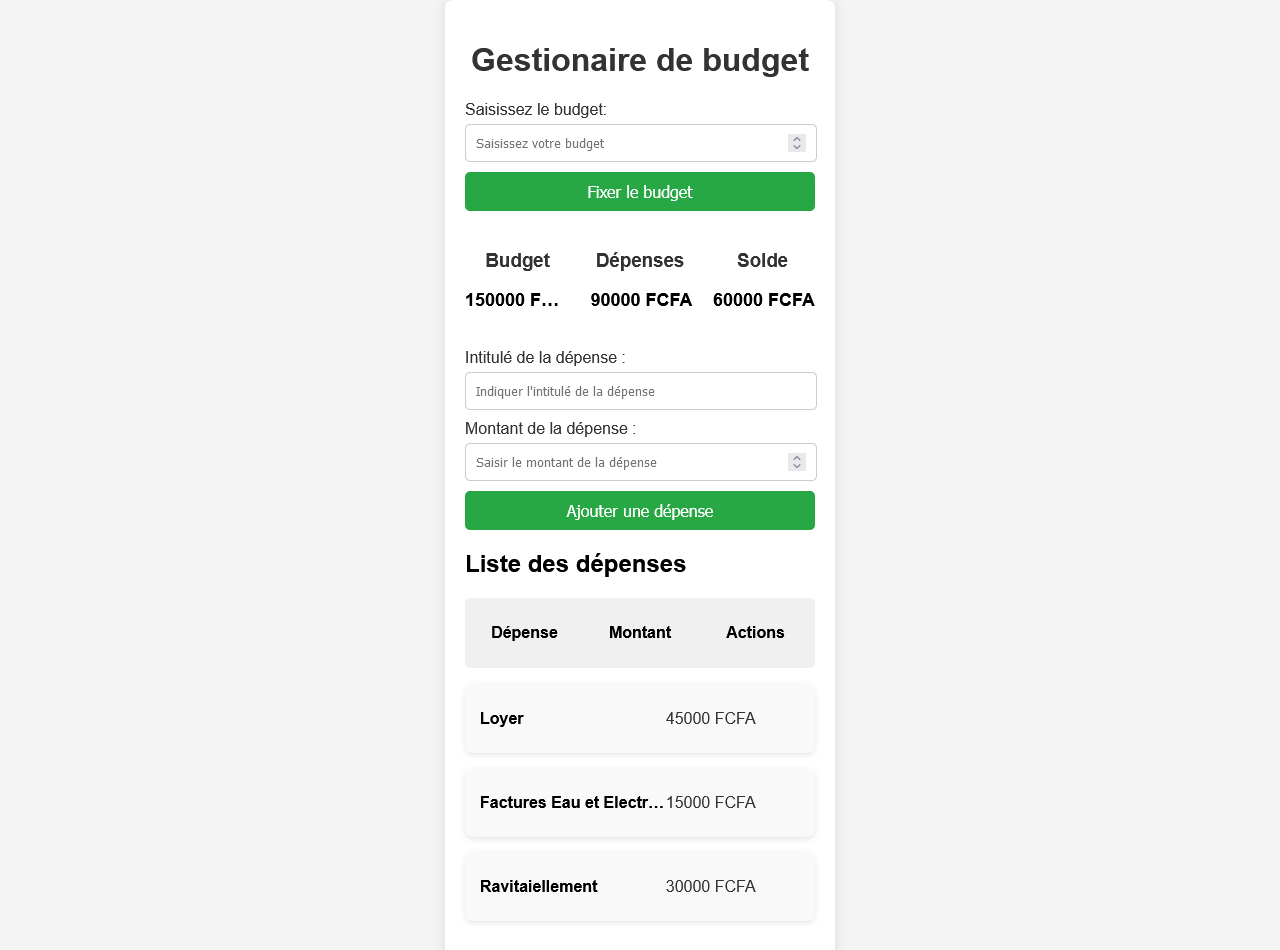 Gestionaire de budget
Saisissez le budget:
Saisissez votre budget
Fixer le budget
Budget Dépenses Solde
150000 F… 90000 FCFA 60000 FCFA
Intitulé de la dépense :
Indiquer l'intitulé de la dépense
Montant de la dépense :
Saisir le montant de la dépense
Ajouter une dépense
Liste des dépenses
Dépense Montant Actions
Loyer 45000 FCFA
Factures Eau et Electr… 15000 FCFA
Ravitaiellement 30000 FCFA